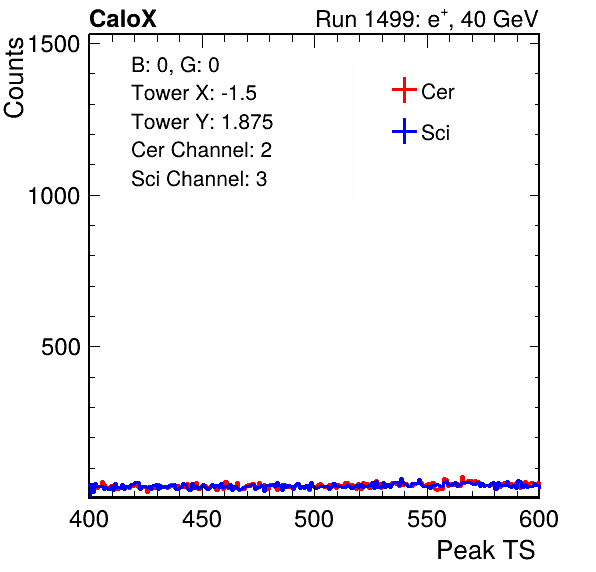 CaloX Run 1499: e⁺, 40 GeV
Counts
1500
1000
500
B: 0, G: 0
Tower X: -1.5
Tower Y: 1.875
Cer Channel: 2
Sci Channel: 3
Cer
Sci
400 450 500 550 600
Peak TS